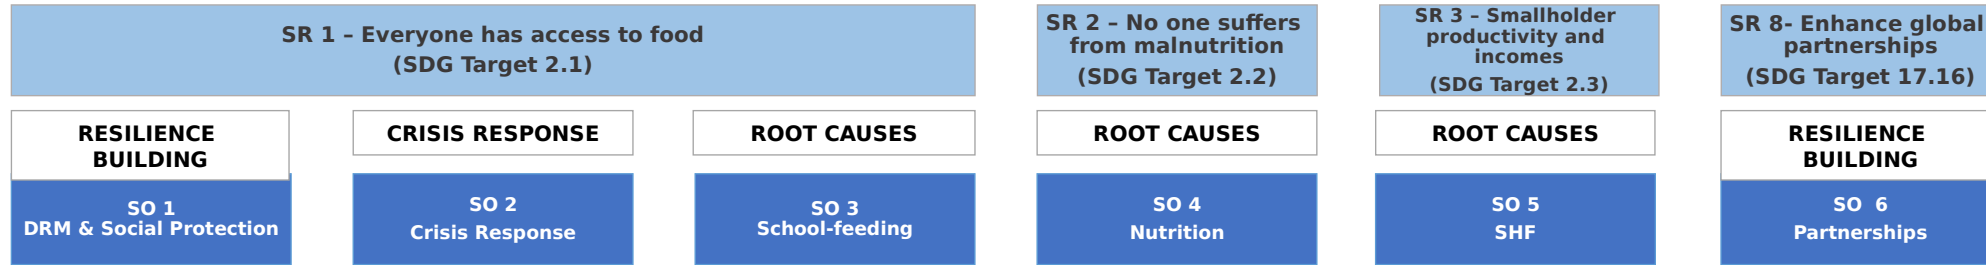 SR 1 – Everyone has access to food
(SDG Target 2.1)
SR 2 – No one suffers
from malnutrition
(SDG Target 2.2)
SR 3 – Smallholder
productivity and
incomes
(SDG Target 2.3)
SR 8- Enhance global
partnerships
(SDG Target 17.16)
RESILIENCE
BUILDING
CRISIS RESPONSE
ROOT CAUSES
ROOT CAUSES
ROOT CAUSES
RESILIENCE
BUILDING
SO 1
DRM & Social Protection
SO 2
Crisis Response
SO 3
School-feeding
SO 4
Nutrition
SO 5
SHF
SO  6
Partnerships